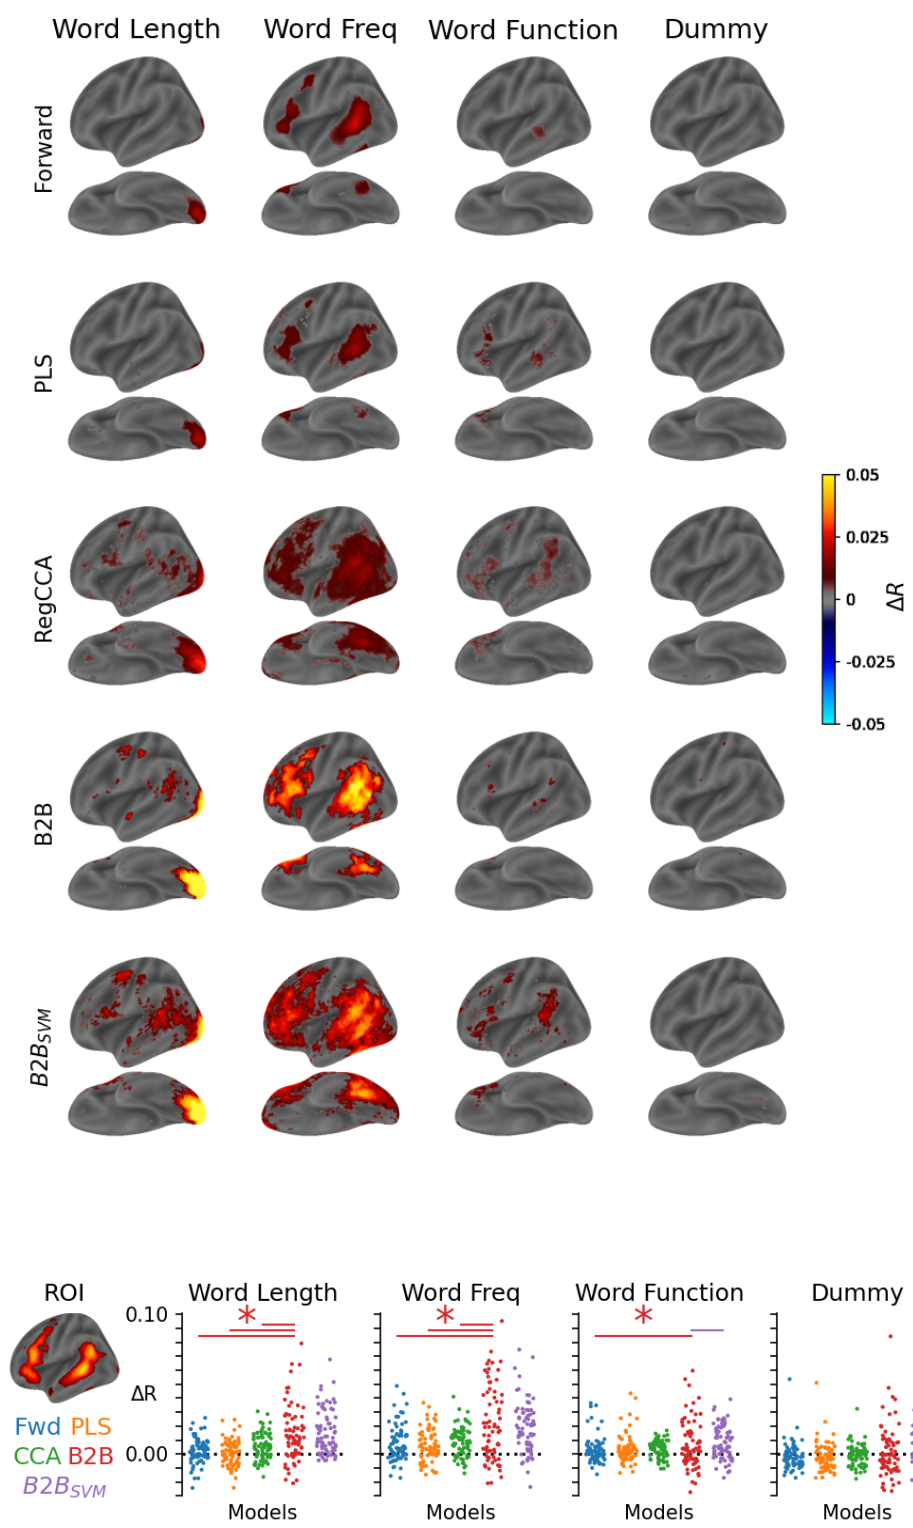 Word Length Word Freq Word Function Dummy
Forward
PLS
RegCCA
B2B
B2BSVM
0.05
0.025
0
-0.025
-0.05
ΔR
ROI Word Length Word Freq Word Function Dummy
* * *
0.10
ΔR
0.00
Fwd PLS
CCA B2B
B2BSVM
Models Models Models Models